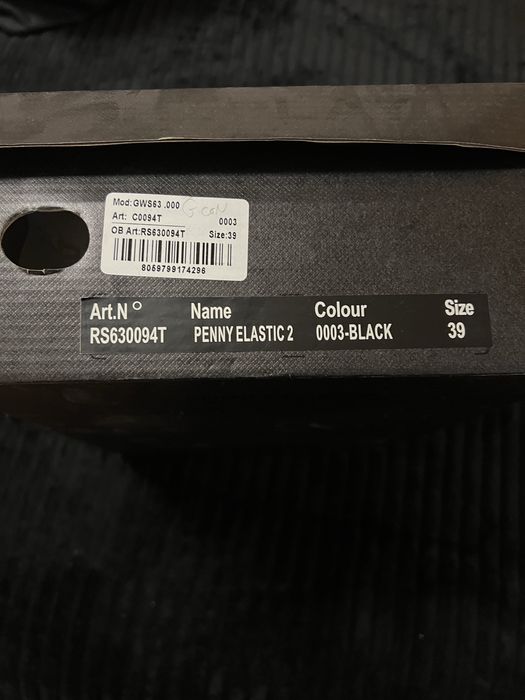 Mod:GWS63 .000
Art: C0094T 0003
OB Art:RS630094T Size:39
8059799174296
Art.N° Name Colour Size
RS630094T PENNY ELASTIC 2 0003-BLACK 39